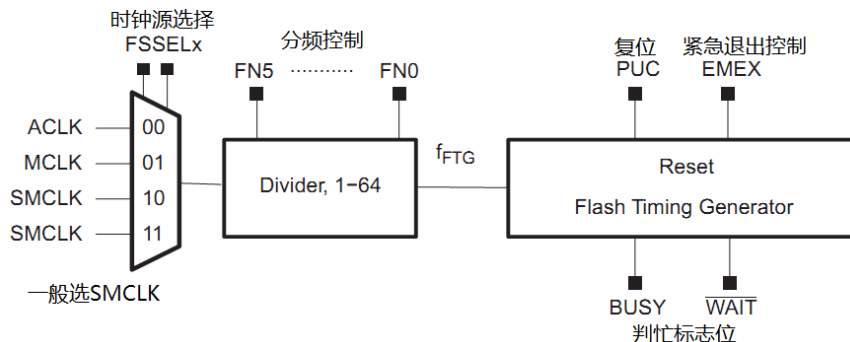 时钟源选择
FSSELx
分频控制
FN5 ........... FN0
复位
PUC
紧急退出控制
EMEX
ACLK 00
MCLK 01
SMCLK 10
SMCLK 11
Divider, 1−64
fFTG
Reset
Flash Timing Generator
一般选SMCLK
BUSY
WAIT
判忙标志位